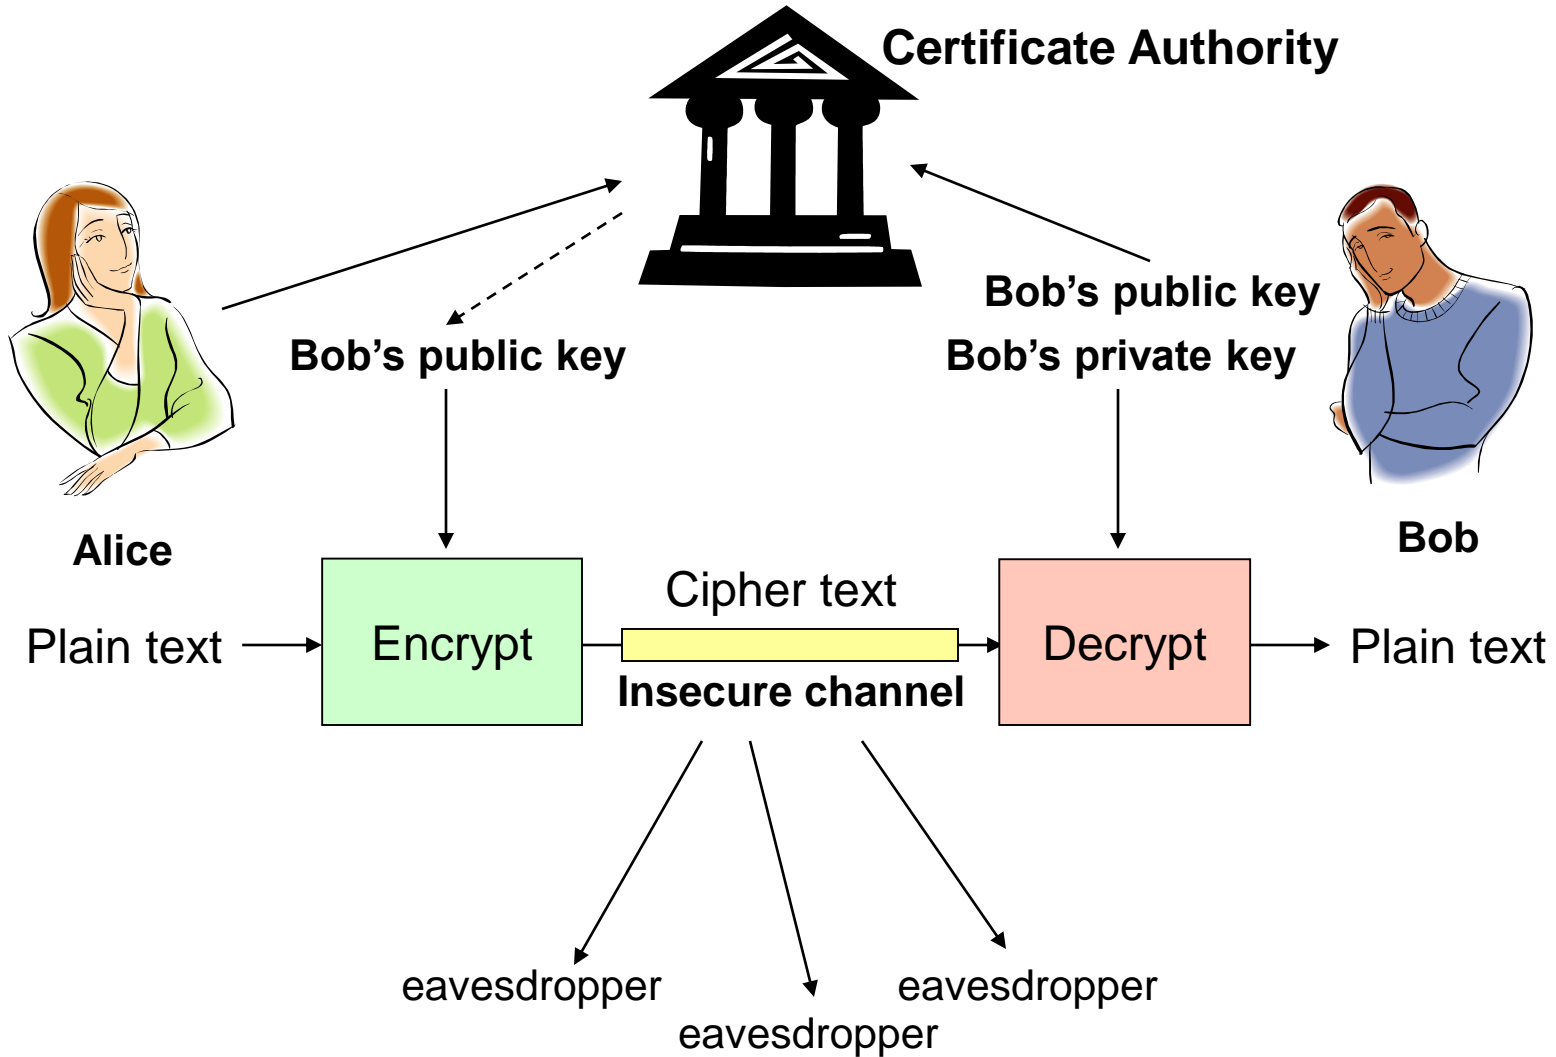 Certificate Authority
Bob’s public key
Bob’s public key
Bob’s private key
Alice
Bob
Plain text
Encrypt
Cipher text
Insecure channel
Decrypt
Plain text
eavesdropper
eavesdropper
eavesdropper